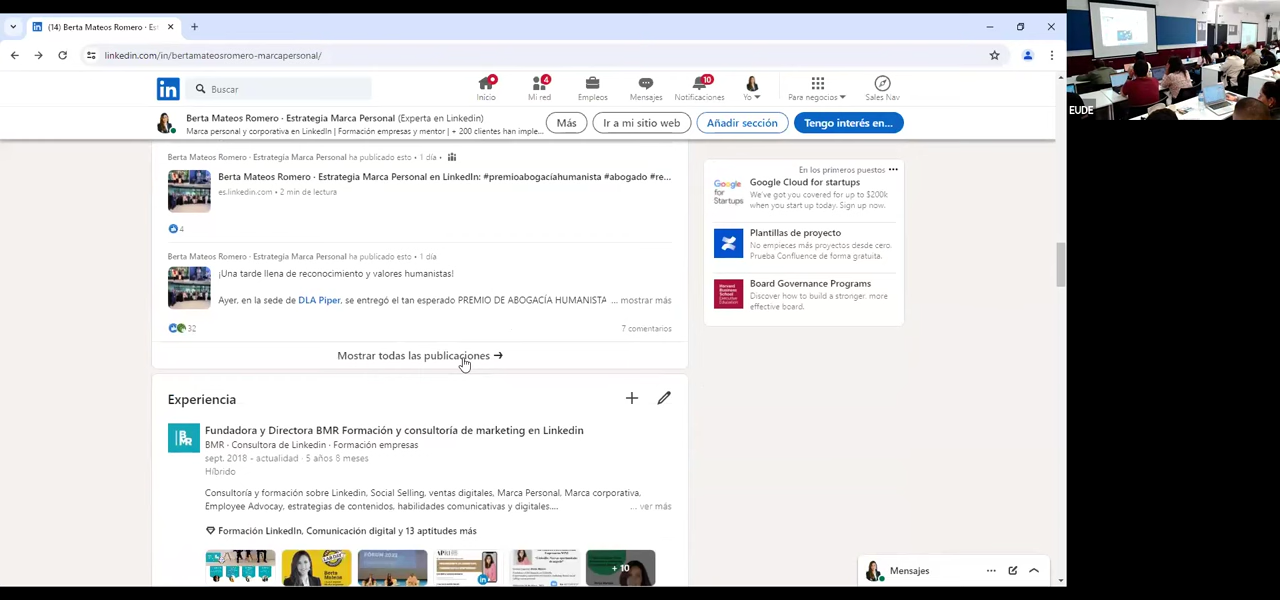 (14) Berta Mateos Romero - Es
linkedin.com/in/bertamateosromero-marcapersonal/
in
Buscar
Inicio
4
Mi red
Empleos
Mensajes
10
Notificaciones
Yo
Para negocios
Sales Nav
Berta Mateos Romero - Estrategia Marca Personal (Experta en Linkedin)
Marca personal y corporativa en LinkedIn | Formación empresas y mentor | + 200 clientes han imple...
Más
Ir a mi sitio web
Añadir sección
Tengo interés en...
Berta Mateos Romero - Estrategia Marca Personal ha publicado esto • 1 día •
Berta Mateos Romero - Estrategia Marca Personal en LinkedIn: #premioabogacíahumanista #abogado #re...
es.linkedin.com • 2 min de lectura
4
Berta Mateos Romero - Estrategia Marca Personal ha publicado esto • 1 día
¡Una tarde llena de reconocimiento y valores humanistas!
Ayer, en la sede de DLA Piper, se entregó el tan esperado PREMIO DE ABOGACÍA HUMANISTA ... mostrar más
32
7 comentarios
Mostrar todas las publicaciones →
En los primeros puestos ...
Google for Startups
Google Cloud for startups
We've got you covered for up to $200k
when you start up today. Sign up now.
Plantillas de proyecto
No empieces más proyectos desde cero.
Prueba Confluence de forma gratuita.
Board Governance Programs
Discover how to build a stronger, more
effective board.
Experiencia
BMR
Fundadora y Directora BMR Formación y consultoría de marketing en Linkedin
BMR - Consultora de Linkedin - Formación empresas
sept. 2018 - actualidad · 5 años 8 meses
Híbrido
Consultoría y formación sobre Linkedin, Social Selling, ventas digitales, Marca Personal, Marca corporativa,
Employee Advocay, estrategias de contenidos, habilidades comunicativas y digitales....
... ver más
Formación LinkedIn, Comunicación digital y 13 aptitudes más
Berta
Mateos
+ 10
Mensajes
EUDE